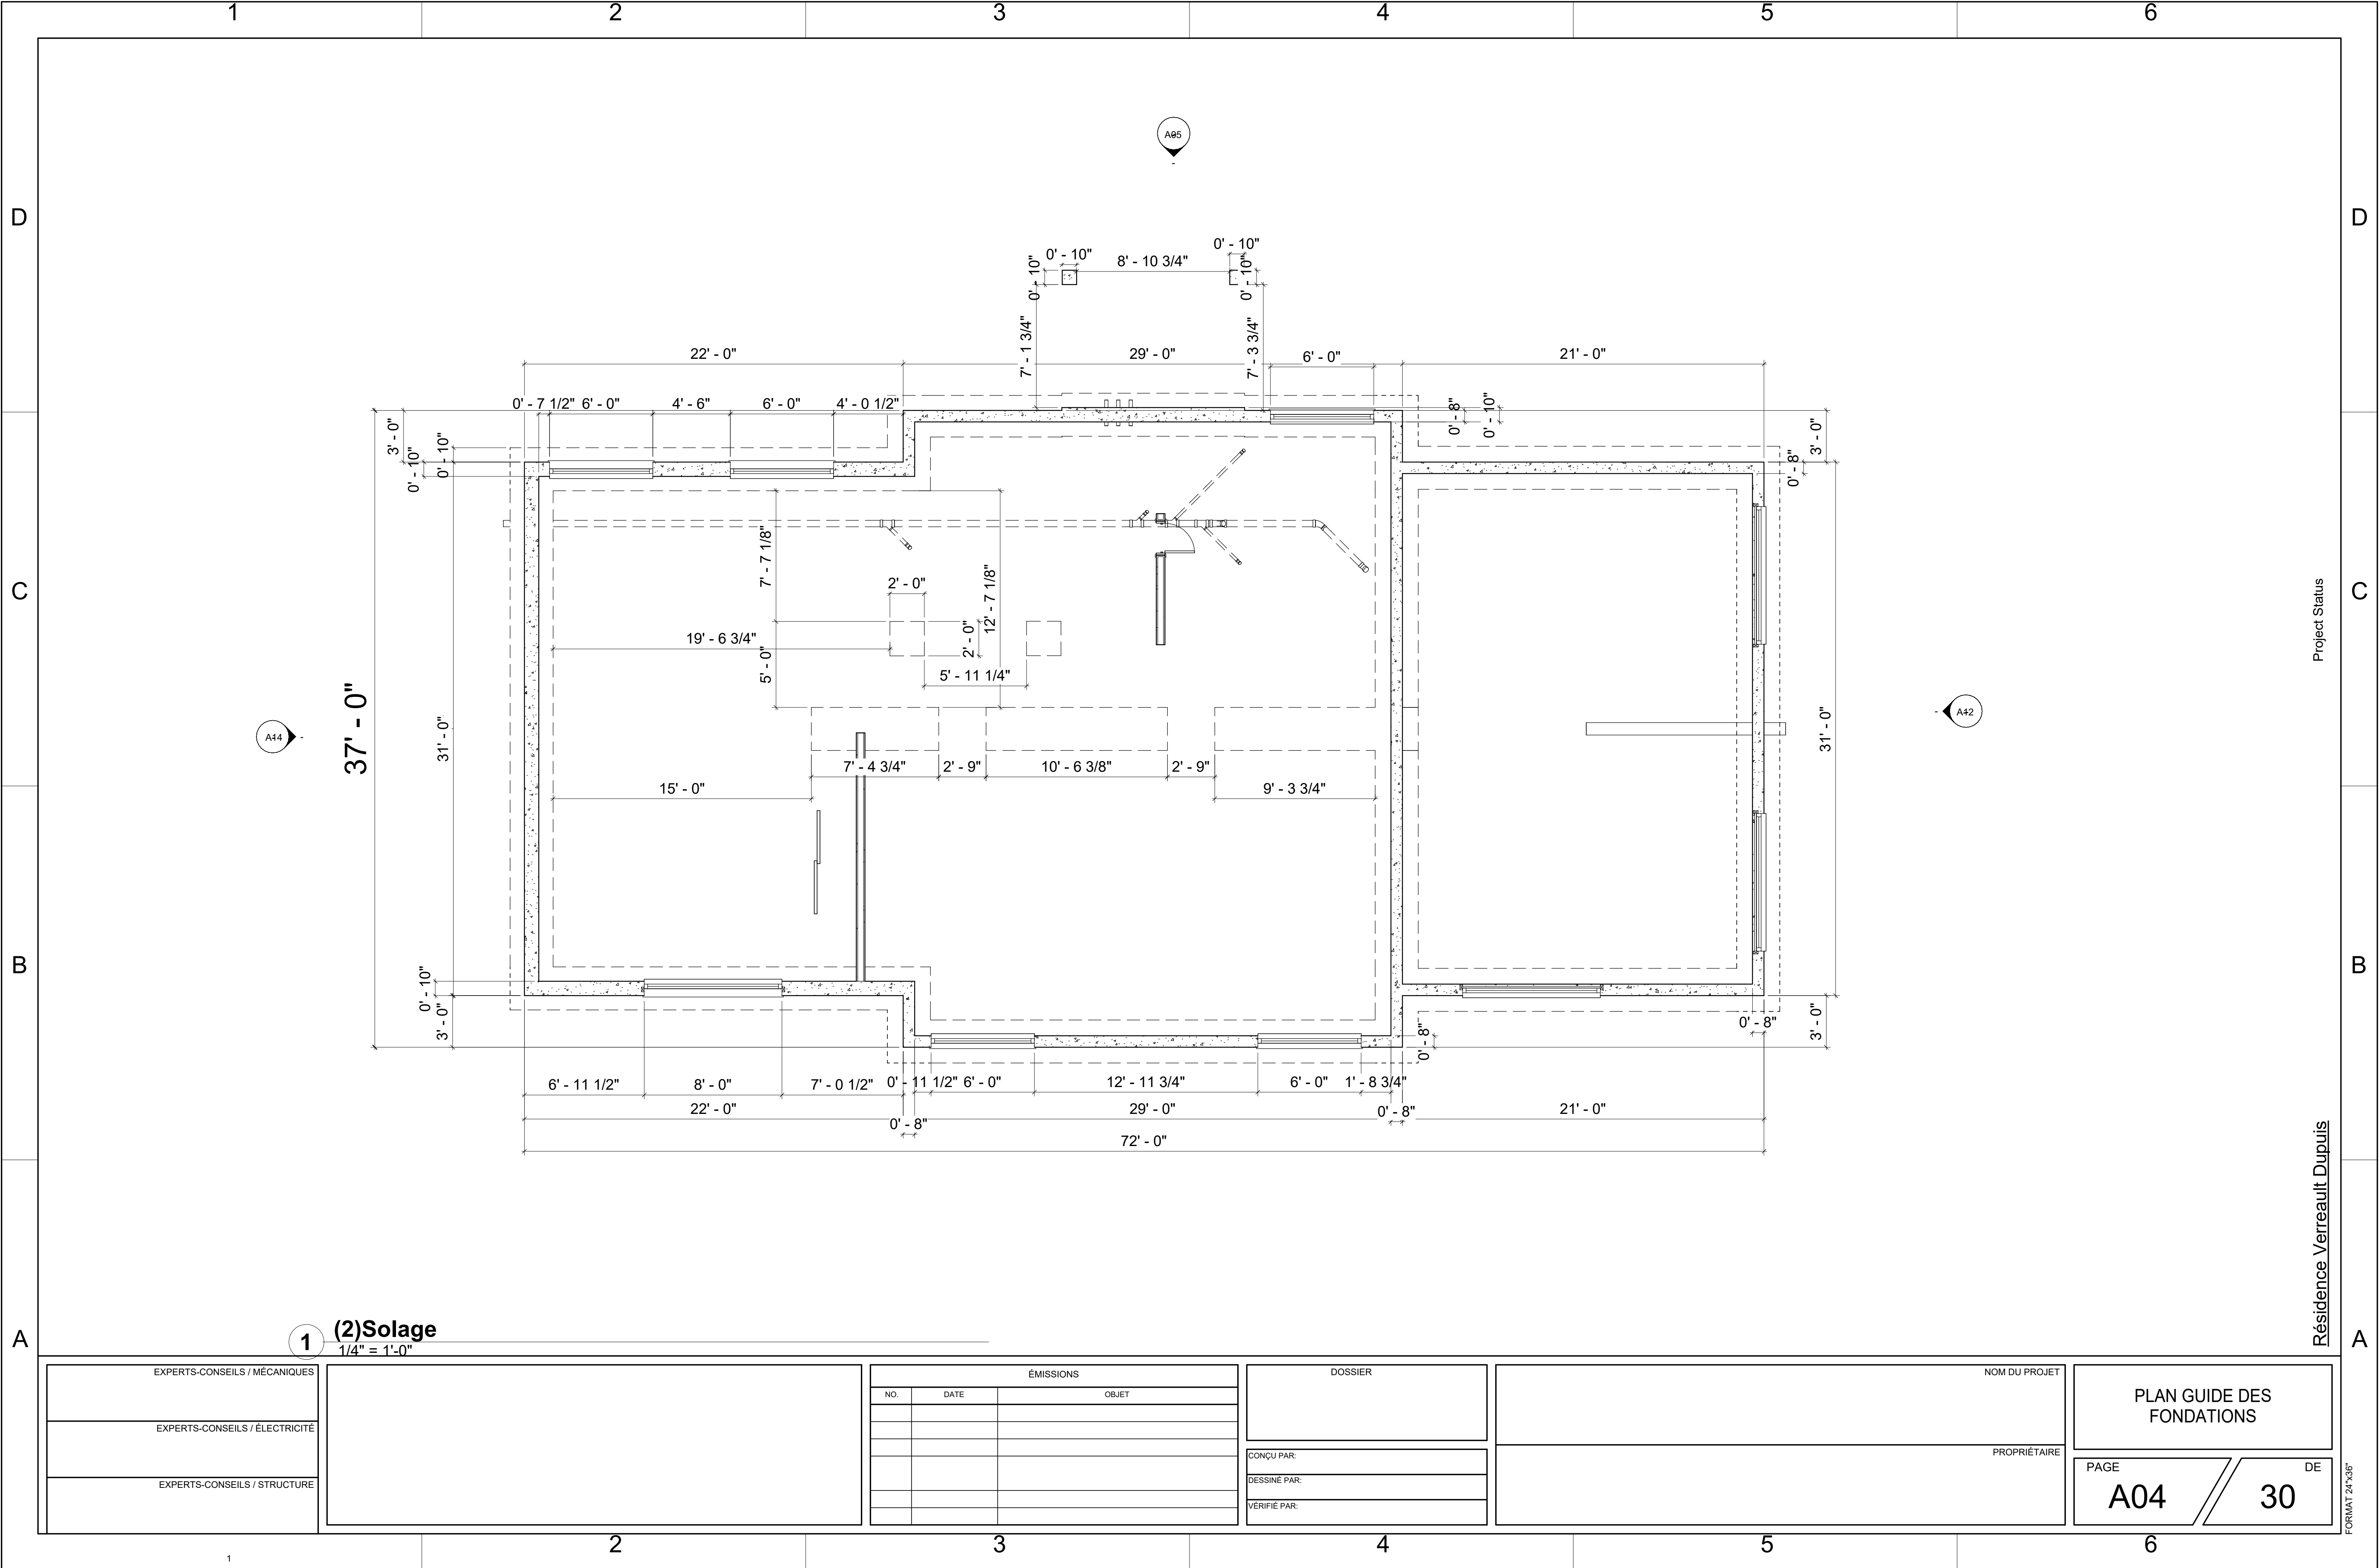 1 2 3 4 5 6
D
D
C
C
B
B
A
A
A05
-
0' - 10"
0' - 10"
8' - 10 3/4"
0' - 10"
0' - 10"
7' - 1 3/4"
7' - 3 3/4"
22' - 0"
29' - 0"
6' - 0"
21' - 0"
0' - 7 1/2"
6' - 0"
4' - 6"
6' - 0"
4' - 0 1/2"
3' - 0"
0' - 10"
0' - 10"
0' - 8"
0' - 10"
3' - 0"
0' - 8"
7' - 7 1/8"
2' - 0"
12' - 7 1/8"
2' - 0"
19' - 6 3/4"
5' - 0"
5' - 11 1/4"
37' - 0"
31' - 0"
31' - 0"
A14
-
-
A12
7' - 4 3/4"
2' - 9"
10' - 6 3/8"
2' - 9"
15' - 0"
9' - 3 3/4"
0' - 10"
3' - 0"
0' - 8"
0' - 8"
3' - 0"
6' - 11 1/2"
8' - 0"
7' - 0 1/2"
0' - 11 1/2"
6' - 0"
12' - 11 3/4"
6' - 0"
1' - 8 3/4"
22' - 0"
29' - 0"
21' - 0"
0' - 8"
0' - 8"
72' - 0"
Project Status
Résidence Verreault Dupuis
1
(2)Solage
1/4" = 1'-0"
EXPERTS-CONSEILS / MÉCANIQUES
EXPERTS-CONSEILS / ÉLECTRICITÉ
EXPERTS-CONSEILS / STRUCTURE
ÉMISSIONS
NO. DATE OBJET
DOSSIER
CONÇU PAR:
DESSINÉ PAR:
VÉRIFIÉ PAR:
NOM DU PROJET
PROPRIÉTAIRE
PLAN GUIDE DES
FONDATIONS
PAGE
A04
DE
30
FORMAT 24"x36"
1 2 3 4 5 6